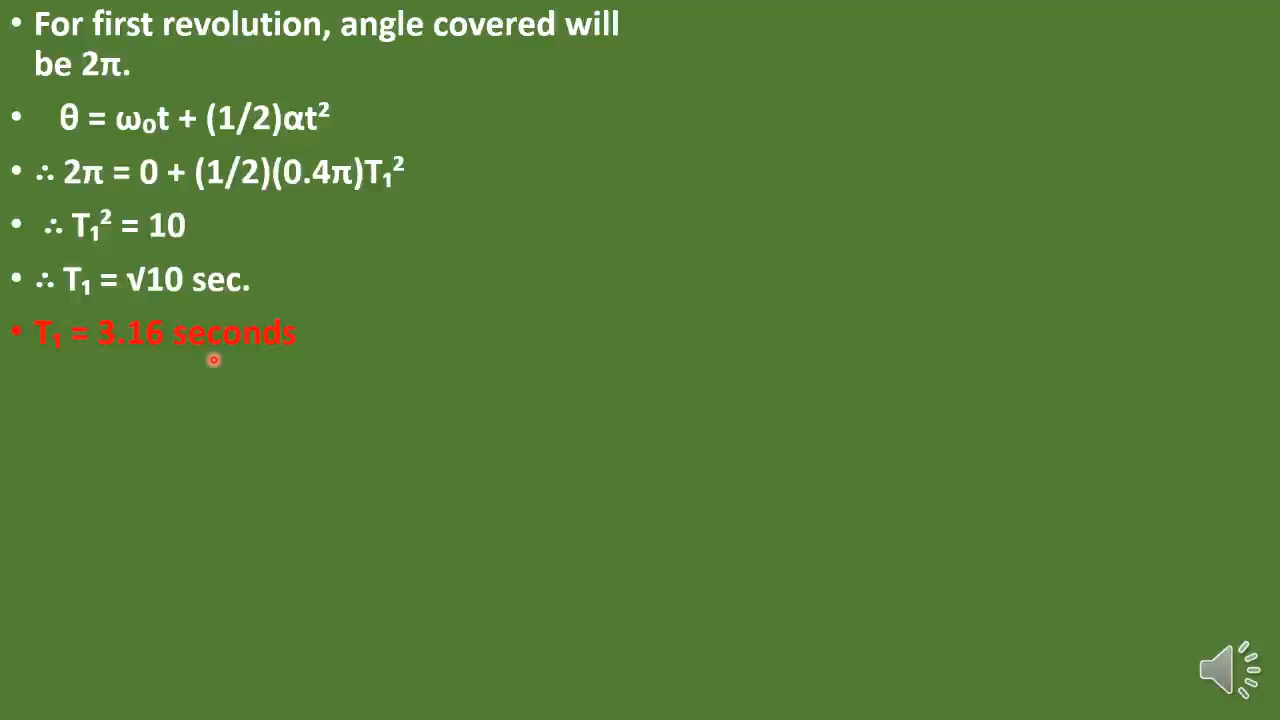 • For first revolution, angle covered will
be 2π.
• θ = ω₀t + (1/2)αt²
• ∴ 2π = 0 + (1/2)(0.4π)T₁²
• ∴ T₁² = 10
• ∴ T₁ = √10 sec.
• T₁ = 3.16 seconds